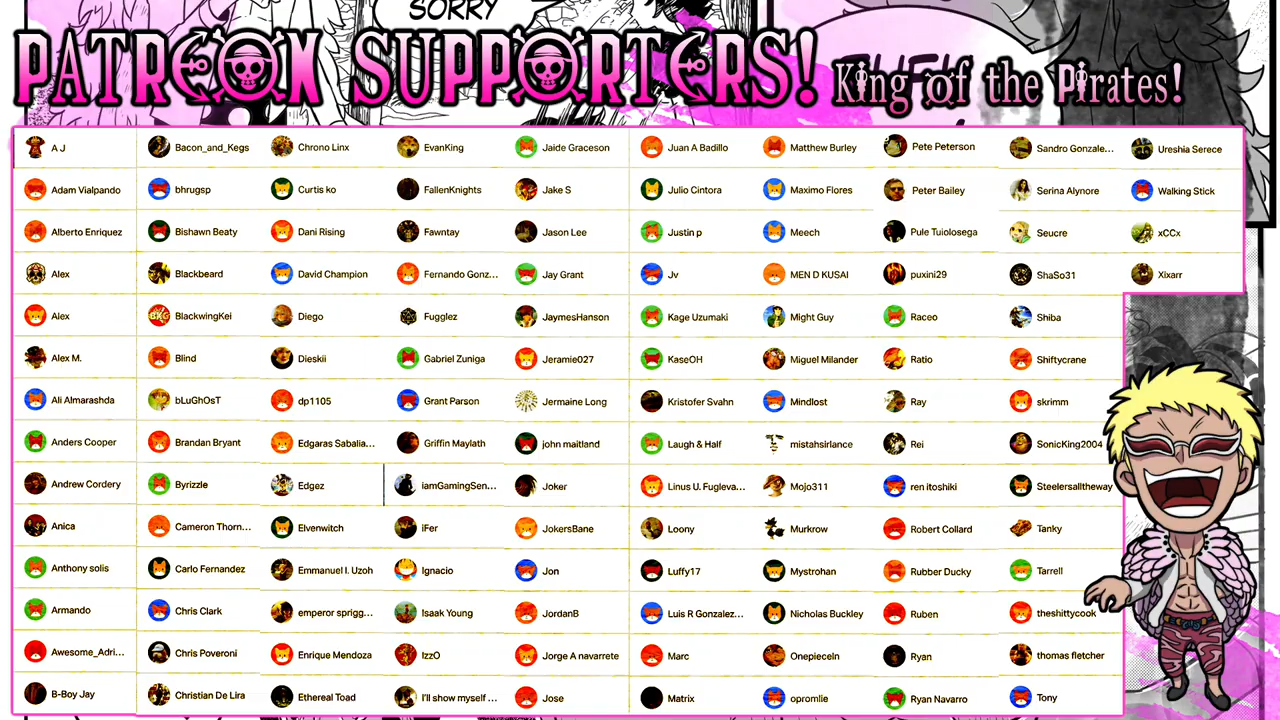 SORRY
PATREON SUPPORTERS! King of the Pirates!
A J
Adam Vialpando
Alberto Enriquez
Alex
Alex
Alex M.
Ali Almarashda
Anders Cooper
Andrew Cordery
Anica
Anthony solis
Armando
Awesome_Adri...
B-Boy Jay
Bacon_and_Kegs
bhrugsp
Bishawn Beaty
Blackbeard
BlackwingKei
Blind
bLuGhOsT
Brandan Bryant
Byrizzle
Cameron Thorn...
Carlo Fernandez
Chris Clark
Chris Poveroni
Christian De Lira
Chrono Linx
Curtis ko
Dani Rising
David Champion
Diego
Dieskii
dp1105
Edgaras Sabalia...
Edgez
Elvenwitch
Emmanuel I. Uzoh
emperor sprigg...
Enrique Mendoza
Ethereal Toad
EvanKing
FallenKnights
Fawntay
Fernando Gonz...
Fugglez
Gabriel Zuniga
Grant Parson
Griffin Maylath
iamGamingSen...
iFer
Ignacio
Isaak Young
IzzO
I'll show myself ...
Jaide Graceson
Jake S
Jason Lee
Jay Grant
JaymesHanson
Jeramie027
Jermaine Long
john maitland
Joker
JokersBane
Jon
JordanB
Jorge A navarrete
Jose
Juan A Badillo
Julio Cintora
Justin p
Jv
Kage Uzumaki
KaseOH
Kristofer Svahn
Laugh & Half
Linus U. Fugleva...
Loony
Luffy17
Luis R Gonzalez...
Marc
Matrix
Matthew Burley
Maximo Flores
Meech
MEN D KUSAI
Might Guy
Miguel Milander
Mindlost
mistahsirlance
Mojo311
Murkrow
Mystrohan
Nicholas Buckley
OnepieceIn
opromlie
Pete Peterson
Peter Bailey
Pule Tuiolosega
puxini29
Raceo
Ratio
Ray
Rei
ren itoshiki
Robert Collard
Rubber Ducky
Ruben
Ryan
Ryan Navarro
Sandro Gonzale...
Serina Alynore
Seucre
ShaSo31
Shiba
Shiftycrane
skrimm
SonicKing2004
Steelersalltheway
Tanky
Tarrell
theshittycook
thomas fletcher
Tony
Ureshia Serece
Walking Stick
xCCx
Xixarr